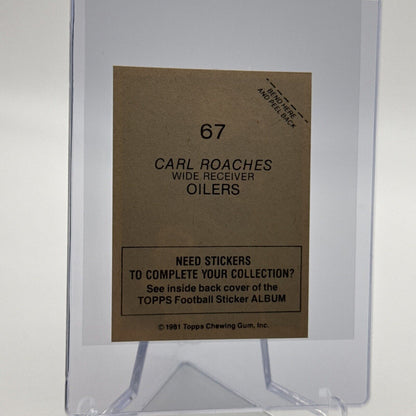 BEND HERE
AND PEEL BACK
67
CARL ROACHES
WIDE RECEIVER
OILERS
NEED STICKERS
TO COMPLETE YOUR COLLECTION?
See inside back cover of the
TOPPS Football Sticker ALBUM
© 1981 Topps Chewing Gum, Inc.